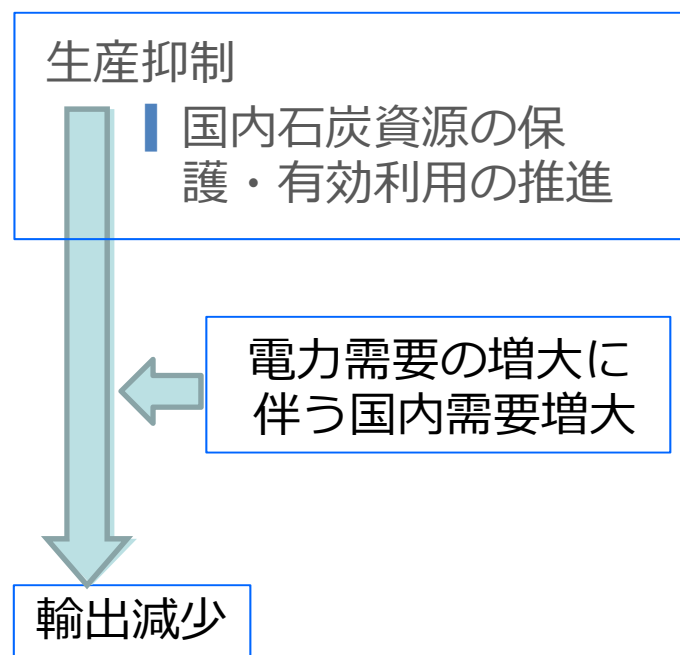 生産抑制
国内石炭資源の保
護・有効利用の推進
電力需要の増大に
伴う国内需要増大
輸出減少